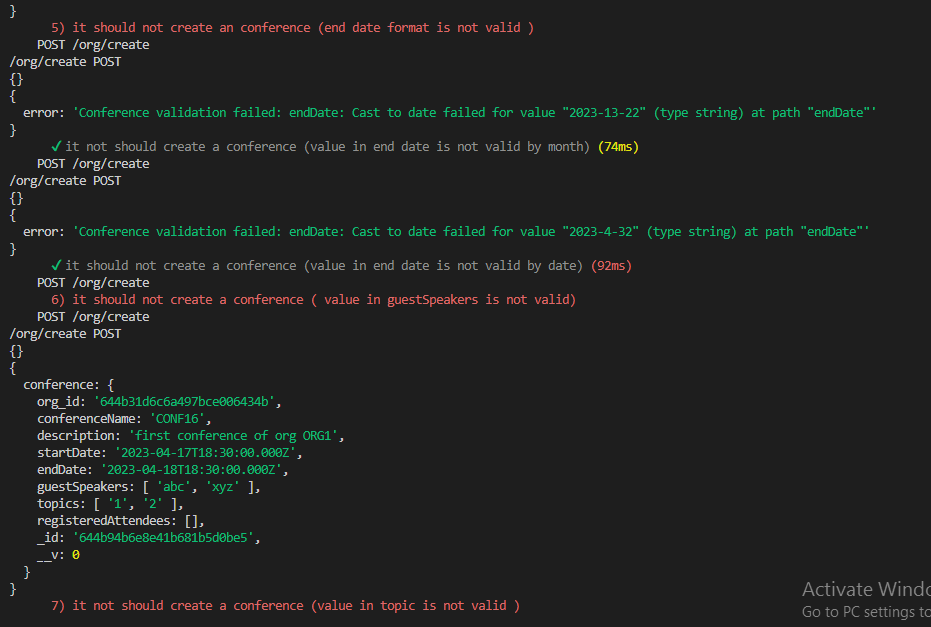 }
5) it should not create an conference (end date format is not valid )
POST /org/create
/org/create POST
{}
{
error: 'Conference validation failed: endDate: Cast to date failed for value "2023-13-22" (type string) at path "endDate"'
}
✓ it not should create a conference (value in end date is not valid by month) (74ms)
POST /org/create
/org/create POST
{}
{
error: 'Conference validation failed: endDate: Cast to date failed for value "2023-4-32" (type string) at path "endDate"'
}
✓ it should not create a conference (value in end date is not valid by date) (92ms)
POST /org/create
6) it should not create a conference ( value in guestSpeakers is not valid)
POST /org/create
/org/create POST
{}
{
conference: {
org_id: '644b31d6c6a497bce006434b',
conferenceName: 'CONF16',
description: 'first conference of org ORG1',
startDate: '2023-04-17T18:30:00.000Z',
endDate: '2023-04-18T18:30:00.000Z',
guestSpeakers: [ 'abc', 'xyz' ],
topics: [ '1', '2' ],
registeredAttendees: [],
_id: '644b94b6e8e41b681b5d0be5',
__v: 0
}
}
7) it not should create a conference (value in topic is not valid )
Activate Windo
Go to PC settings to